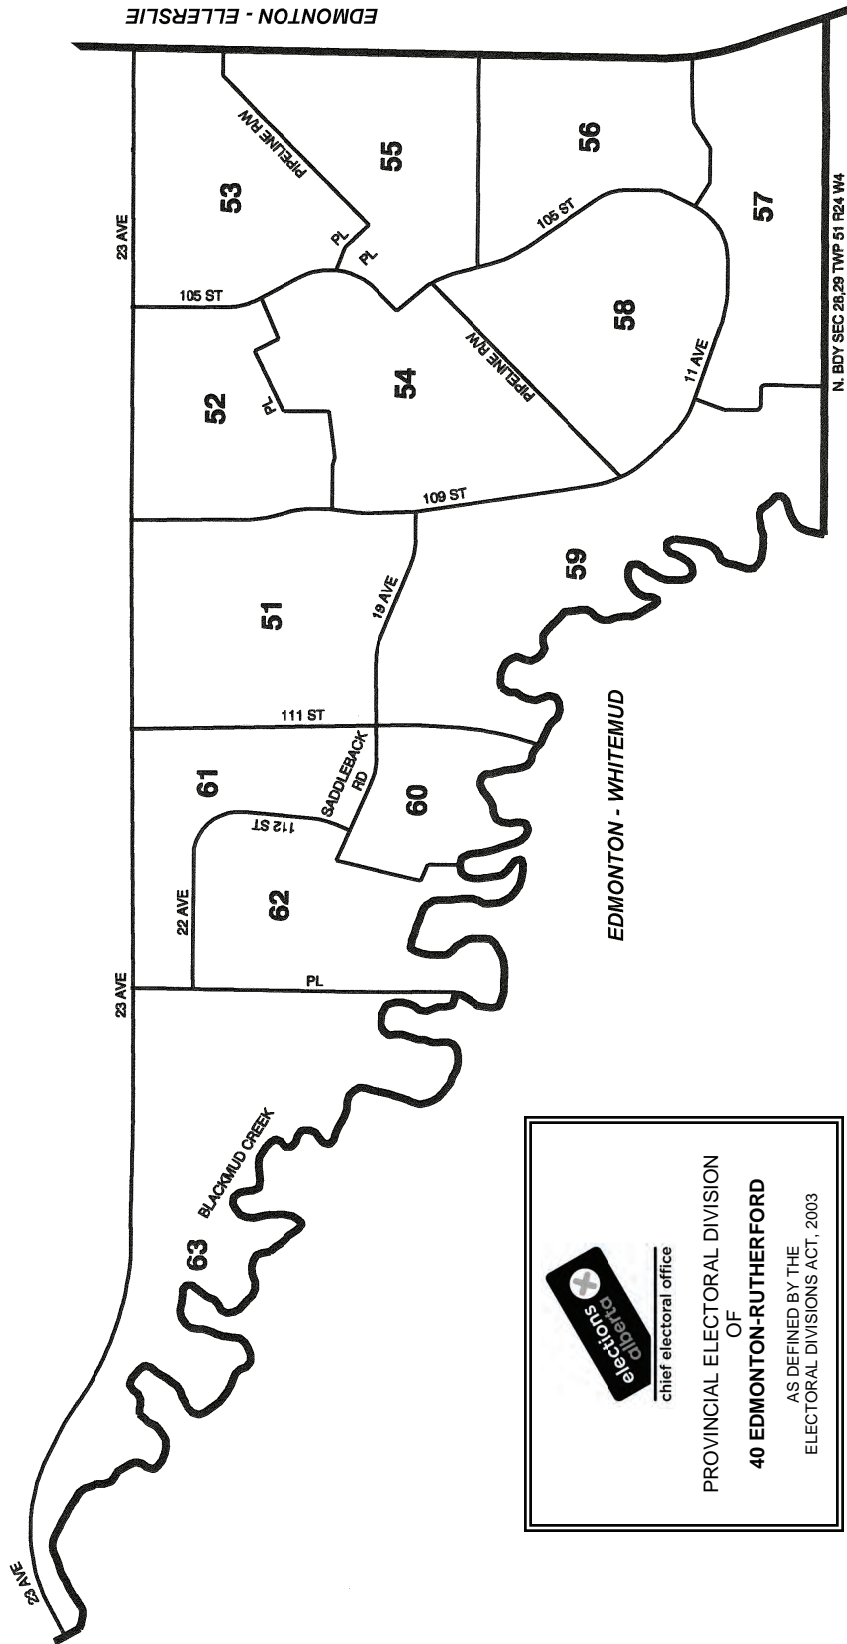 EDMONTON - ELLERSLIE
23 AVE
23 AVE
23 AVE
PIPELINE R/W
53
55
56
57
105 ST
PL
PL
105 ST
52
PL
54
PIPELINE R/W
58
11 AVE
N. BDY SEC 28,29 TWP 51 R24 W4
109 ST
51
19 AVE
59
111 ST
61
SADDLEBACK
RD
60
112 ST
22 AVE
62
PL
EDMONTON - WHITEMUD
BLACKMUD CREEK
63
elections
alberta
chief electoral office
PROVINCIAL ELECTORAL DIVISION
OF
40 EDMONTON-RUTHERFORD
AS DEFINED BY THE
ELECTORAL DIVISIONS ACT, 2003